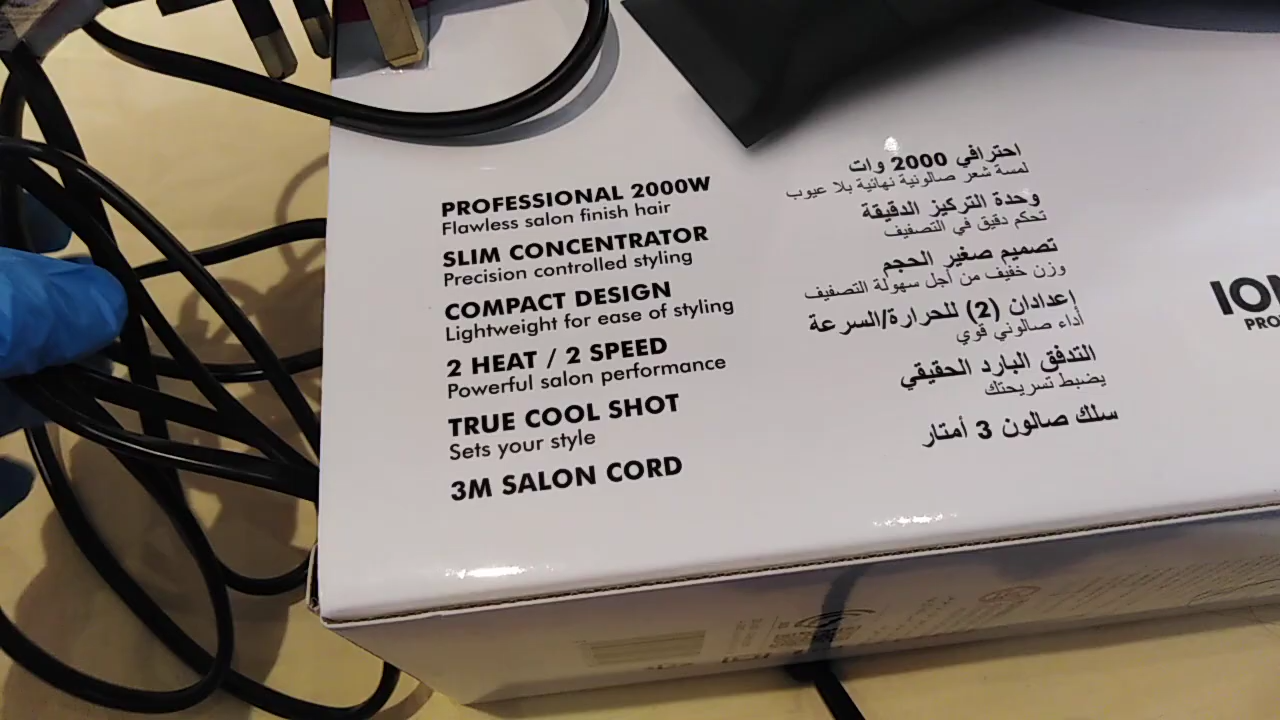 PROFESSIONAL 2000W
Flawless salon finish hair
SLIM CONCENTRATOR
Precision controlled styling
COMPACT DESIGN
Lightweight for ease of styling
2 HEAT / 2 SPEED
Powerful salon performance
TRUE COOL SHOT
Sets your style
3M SALON CORD
احترافي 2000 وات
لمسة شعر صالونية نهائية بلا عيوب
وحدة التركيز الدقيقة
تحكم دقيق في التصفيف
تصميم صغير الحجم
وزن خفيف من أجل سهولة التصفيف
إعدادان (2) للحرارة/السرعة
أداء صالوني قوي
التدفق البارد الحقيقي
يضبط تسريحتك
سلك صالون 3 أمتار